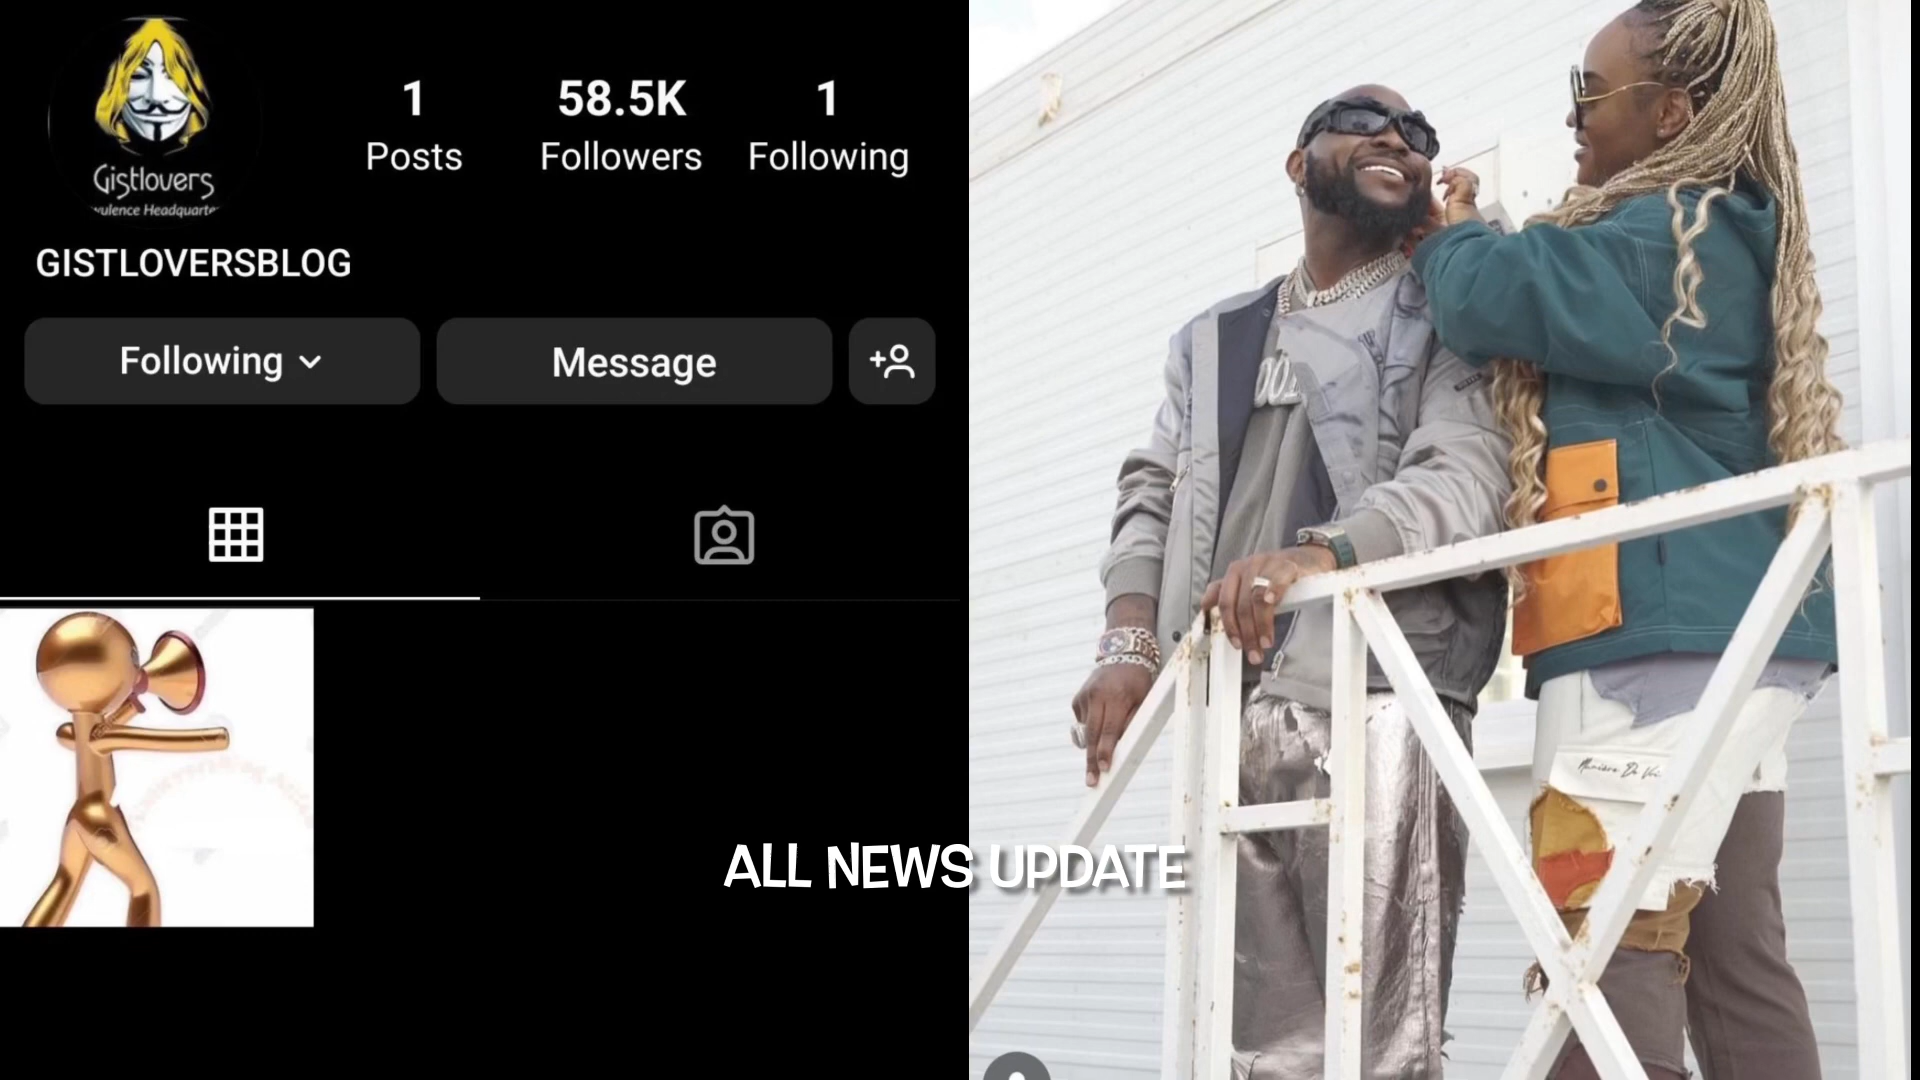 1
58.5K
1
Posts
Followers
Following
Gistlovers
GISTLOVERSBLOG
Following
Message
ALL NEWS UPDATE